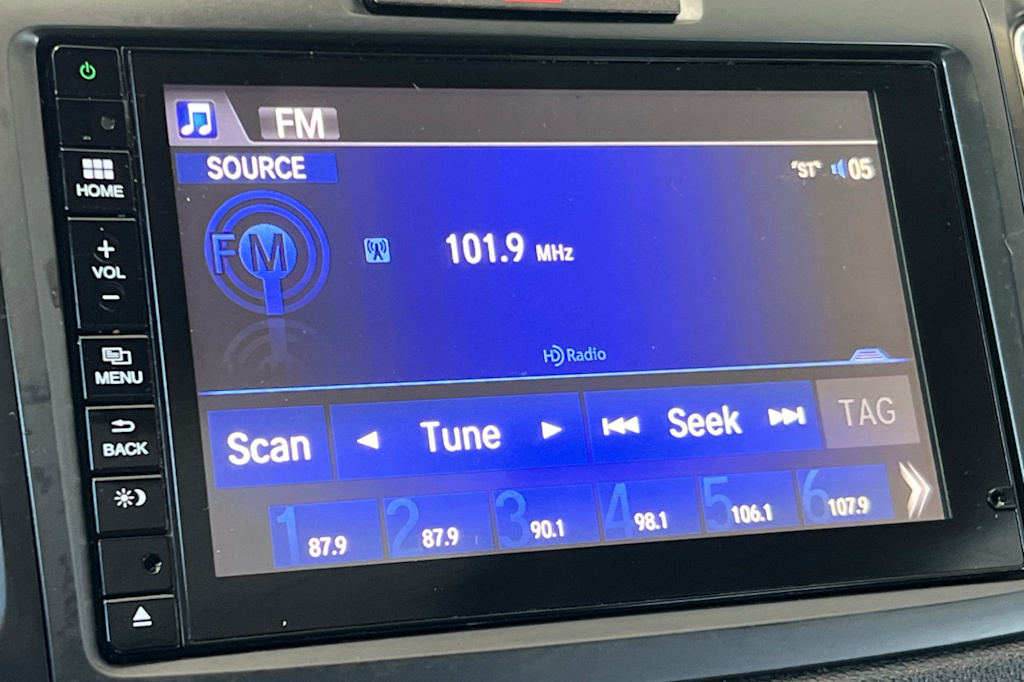 FM
SOURCE
"ST" 05
HOME
FM
101.9 MHz
+
VOL
−
HD Radio
MENU
Scan
Tune
Seek
TAG
BACK
1 87.9
2 87.9
3 90.1
4 98.1
5 106.1
6 107.9